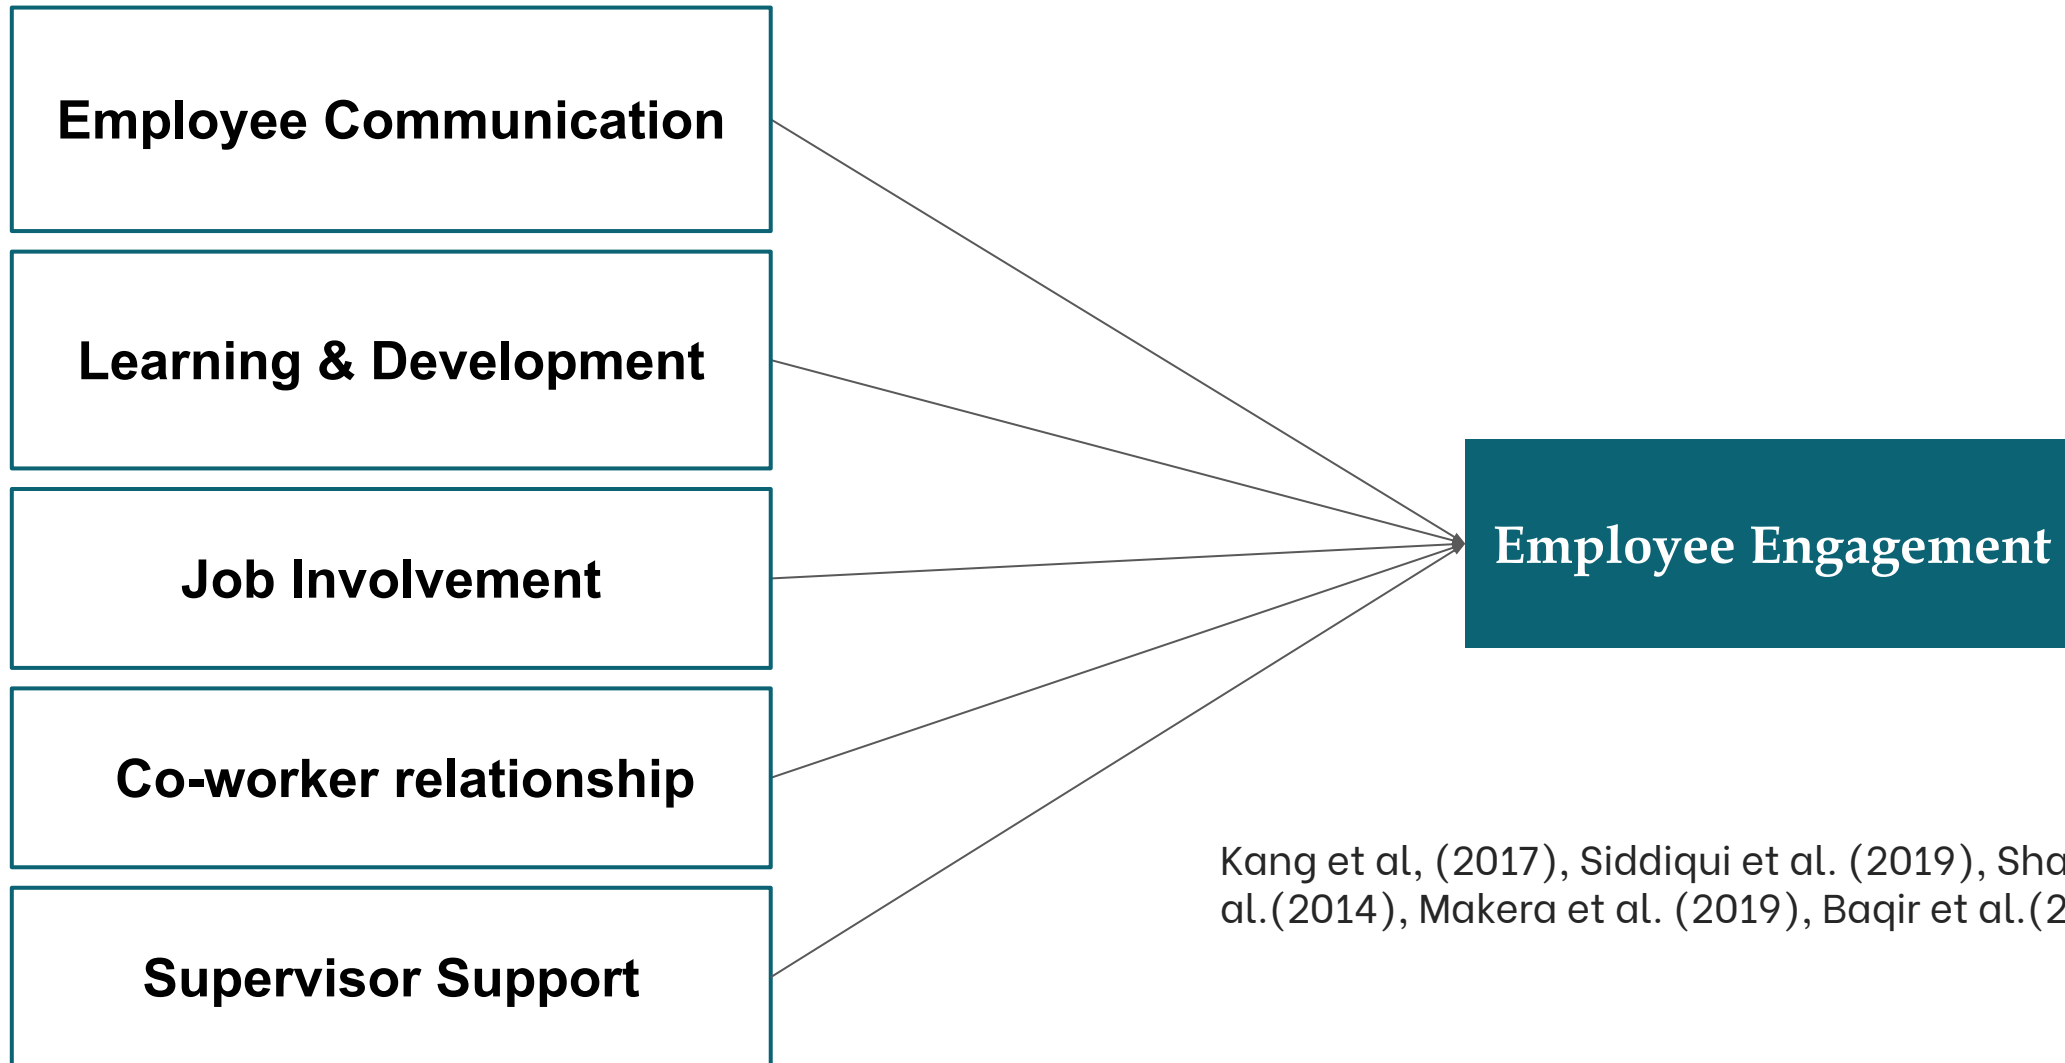 Employee Communication
Learning & Development
Job Involvement
Co-worker relationship
Supervisor Support
Employee Engagement
Kang et al, (2017), Siddiqui et al. (2019),
al.(2014), Makera et al. (2019), Baqir et al.